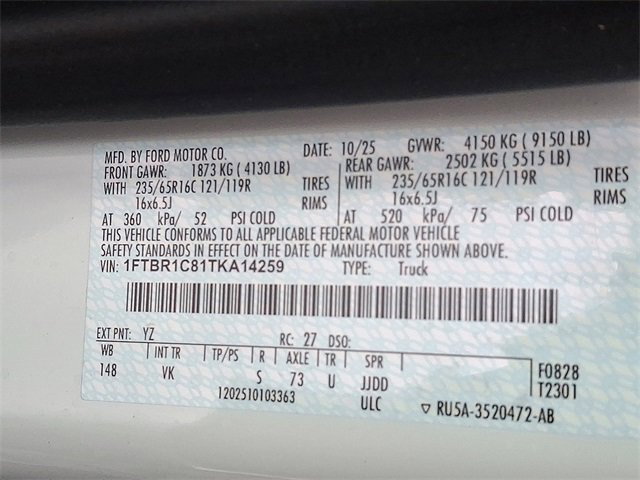 MFD. BY FORD MOTOR CO. DATE: 10/25 GVWR: 4150 KG ( 9150 LB)
FRONT GAWR: 1873 KG ( 4130 LB) REAR GAWR: 2502 KG ( 5515 LB)
WITH 235/65R16C 121/119R TIRES WITH 235/65R16C 121/119R TIRES
16x6.5J RIMS 16x6.5J RIMS
AT 360 kPa/ 52 PSI COLD AT 520 kPa/ 75 PSI COLD
THIS VEHICLE CONFORMS TO ALL APPLICABLE FEDERAL MOTOR VEHICLE
SAFETY STANDARDS IN EFFECT ON THE DATE OF MANUFACTURE SHOWN ABOVE.
VIN: 1FTBR1C81TKA14259 TYPE: Truck
EXT PNT: YZ RC: 27 DSO:
WB INT TR TP/PS R AXLE TR SPR F0828
148 VK S 73 U JJDD T2301
1202510103363 ULC ▽ RU5A-3520472-AB